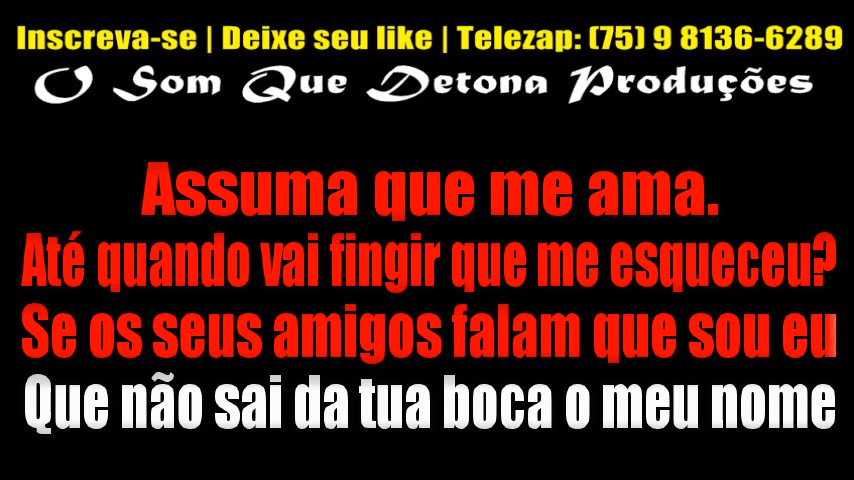 Inscreva-se | Deixe seu like | Telezap: (75) 9 8136-6289
O Som Que Detona Produções
Assuma que me ama.
Até quando vai fingir que me esqueceu?
Se os seus amigos falam que sou eu
Que não sai da tua boca o meu nome